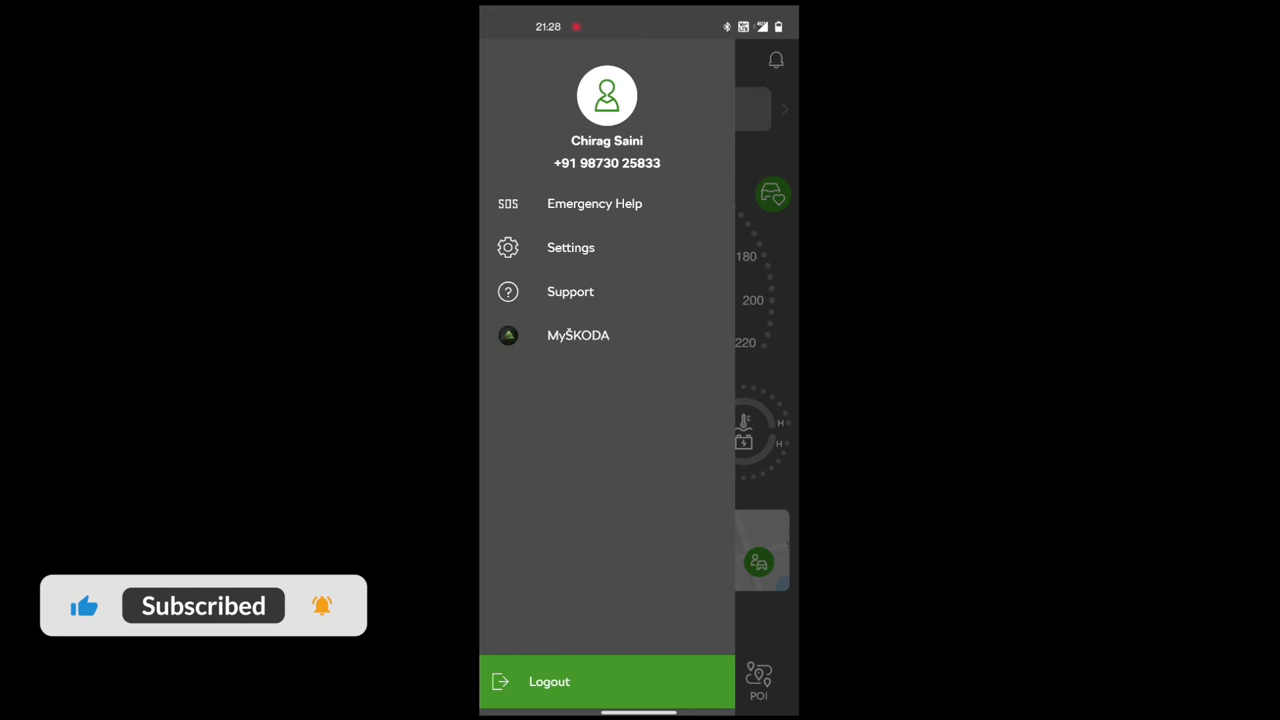 21:28
Chirag Saini
+91 98730 25833
SOS Emergency Help
Settings
? Support
MyŠKODA
Logout
180
200
220
H
H
POI
Subscribed